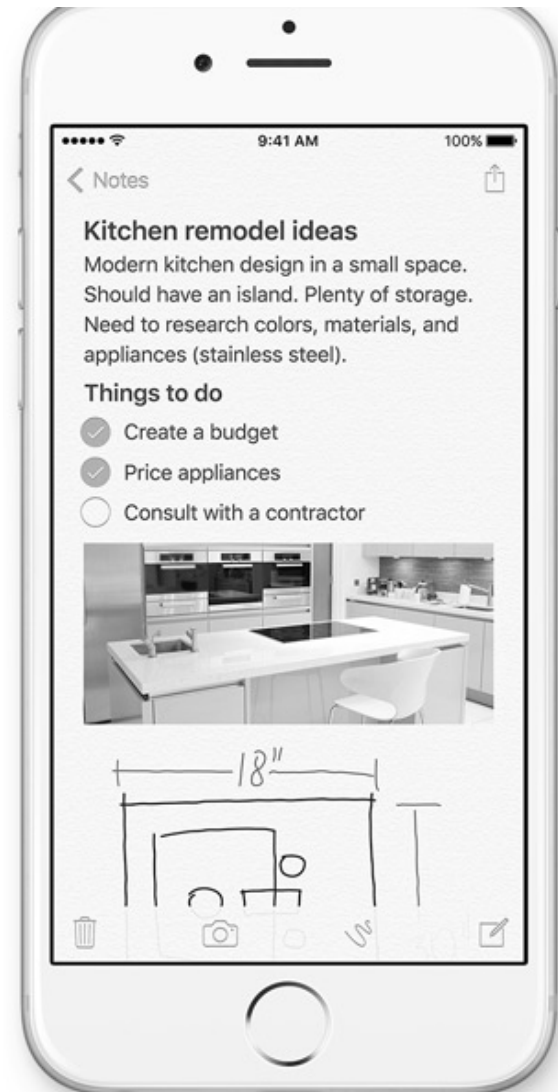 9:41 AM 100%
Notes
Kitchen remodel ideas
Modern kitchen design in a small space.
Should have an island. Plenty of storage.
Need to research colors, materials, and
appliances (stainless steel).
Things to do
Create a budget
Price appliances
Consult with a contractor
18"